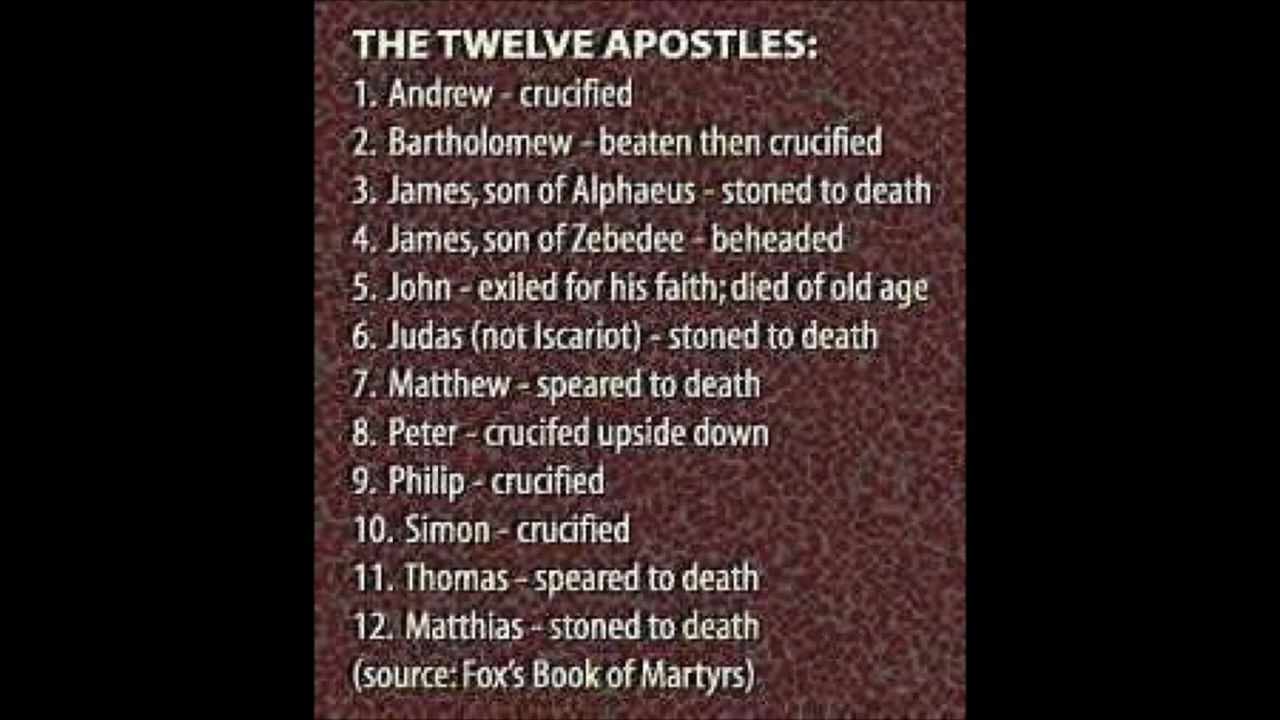 THE TWELVE APOSTLES:
1. Andrew - crucified
2. Bartholomew - beaten then crucified
3. James, son of Alphaeus - stoned to death
4. James, son of Zebedee - beheaded
5. John - exiled for his faith; died of old age
6. Judas (not Iscariot) - stoned to death
7. Matthew - speared to death
8. Peter - crucifed upside down
9. Philip - crucified
10. Simon - crucified
11. Thomas - speared to death
12. Matthias - stoned to death
(source: Fox's Book of Martyrs)